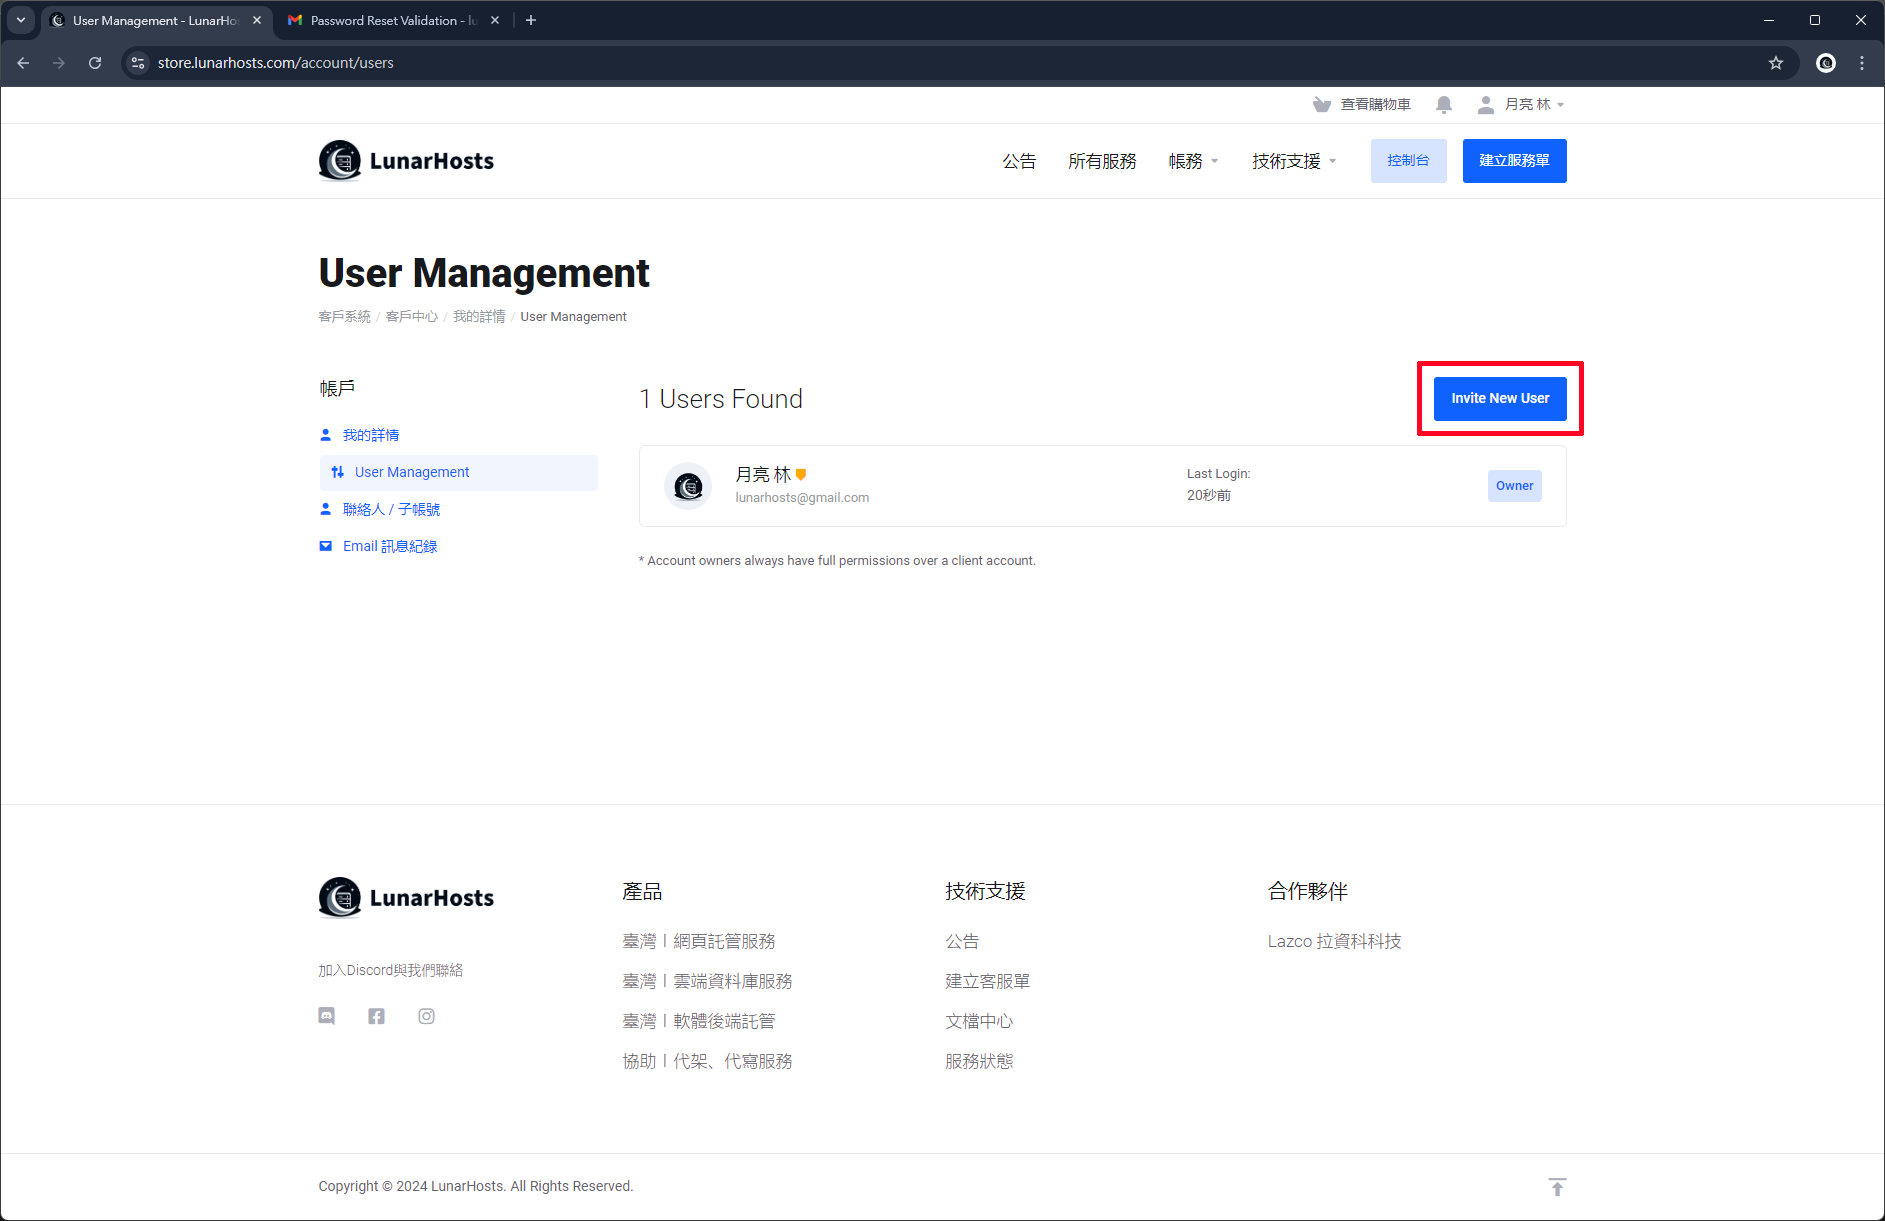 User Management - LunarHo
Password Reset Validation - lu
store.lunarhosts.com/account/users
查看購物車
月亮 林
LunarHosts
公告
所有服務
帳務
技術支援
控制台
建立服務單
User Management
客戶系統 / 客戶中心 / 我的詳情 / User Management
帳戶
我的詳情
User Management
聯絡人 / 子帳號
Email 訊息紀錄
1 Users Found
Invite New User
月亮 林
lunarhosts@gmail.com
Last Login:
20秒前
Owner
* Account owners always have full permissions over a client account.
LunarHosts
加入Discord與我們聯絡
產品
臺灣丨網頁託管服務
臺灣丨雲端資料庫服務
臺灣丨軟體後端託管
協助丨代架、代寫服務
技術支援
公告
建立客服單
文檔中心
服務狀態
合作夥伴
Lazco 拉資科科技
Copyright © 2024 LunarHosts. All Rights Reserved.